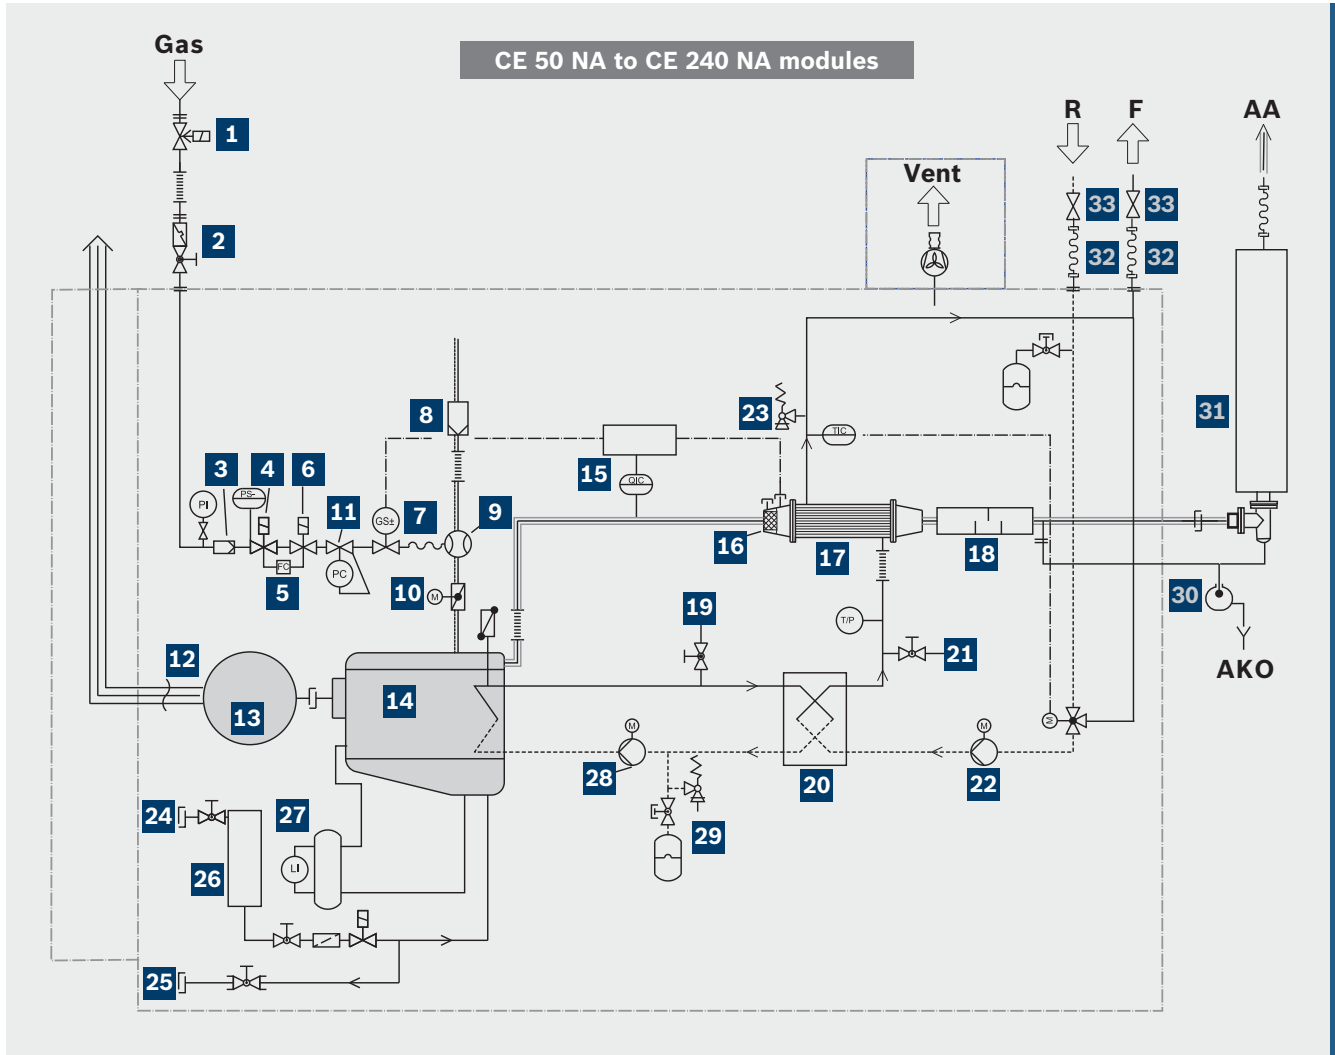 Gas
CE 50 NA to CE 240 NA modules
R F AA
1
Vent
33 33
2
32 32
8
23
TIC
31
3 4 6
15
QIC
PI
PS-
11
GS±
7
9
16
17
18
FC
5
PC
10
M
19
30
T/P
12
21
AKO
14
13
M
M
M
28
20
22
24
27
29
LI
26
25